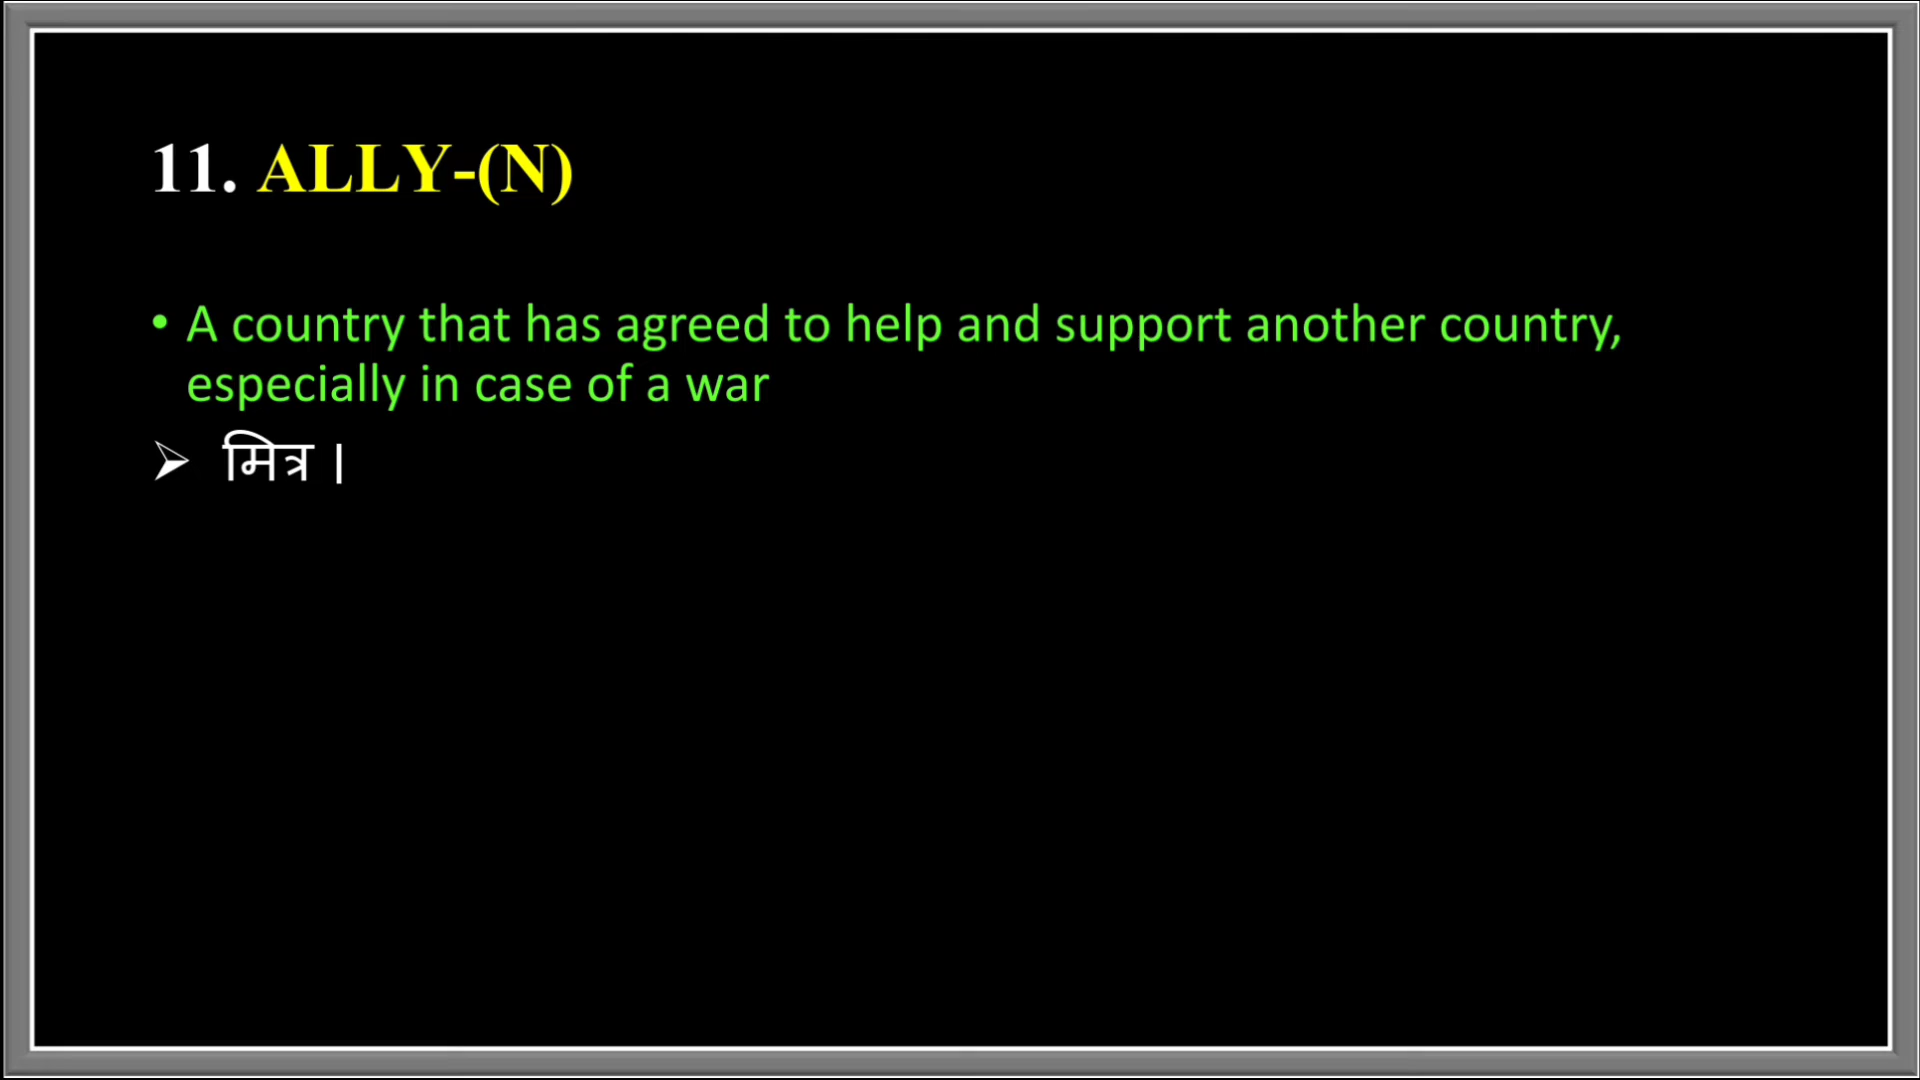 11. ALLY-(N)
• A country that has agreed to help and support another country,
especially in case of a war
➢ मित्र |